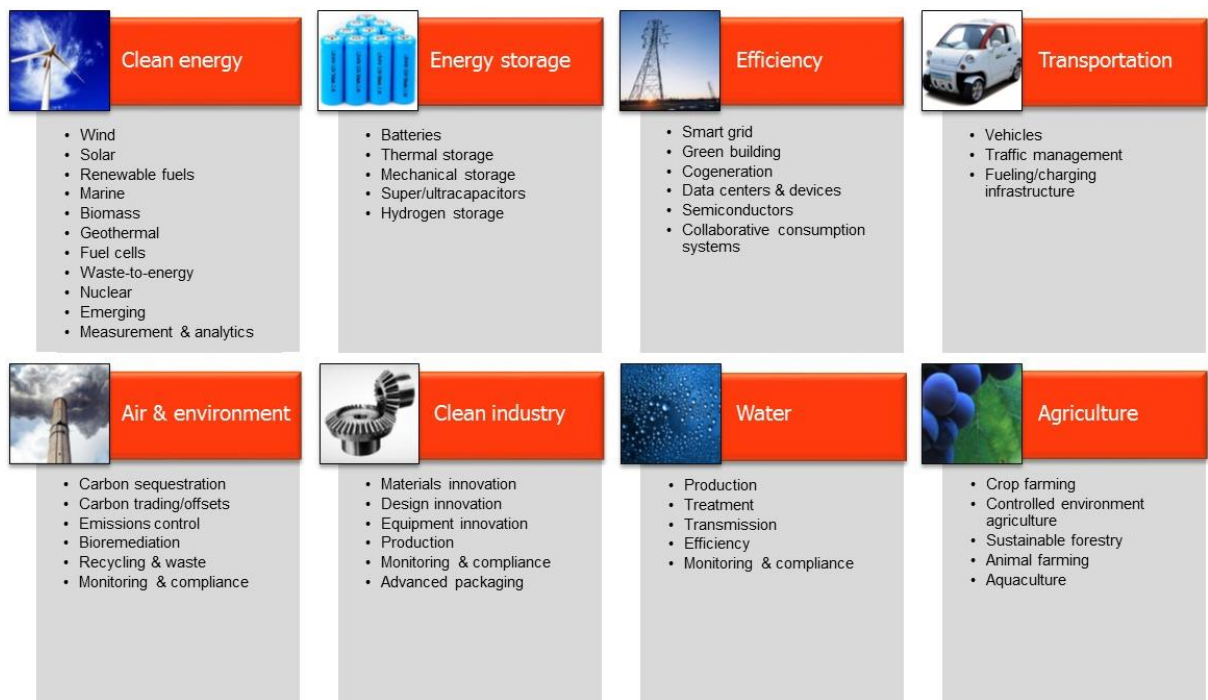 Clean energy
• Wind
• Solar
• Renewable fuels
• Marine
• Biomass
• Geothermal
• Fuel cells
• Waste-to-energy
• Nuclear
• Emerging
• Measurement & analytics
Energy storage
• Batteries
• Thermal storage
• Mechanical storage
• Super/ultracapacitors
• Hydrogen storage
Efficiency
• Smart grid
• Green building
• Cogeneration
• Data centers & devices
• Semiconductors
• Collaborative consumption
systems
Transportation
• Vehicles
• Traffic management
• Fueling/charging
infrastructure
Air & environment
• Carbon sequestration
• Carbon trading/offsets
• Emissions control
• Bioremediation
• Recycling & waste
• Monitoring & compliance
Clean industry
• Materials innovation
• Design innovation
• Equipment innovation
• Production
• Monitoring & compliance
• Advanced packaging
Water
• Production
• Treatment
• Transmission
• Efficiency
• Monitoring & compliance
Agriculture
• Crop farming
• Controlled environment
agriculture
• Sustainable forestry
• Animal farming
• Aquaculture